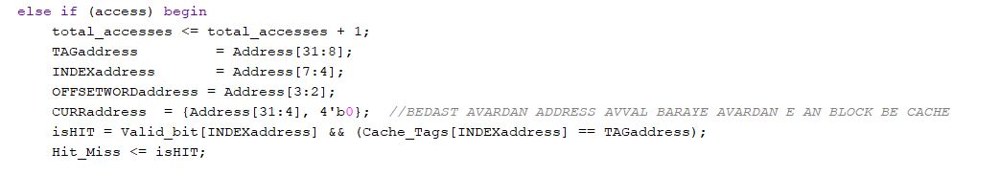 else if (access) begin
total_accesses <= total_accesses + 1;
TAGaddress = Address[31:8];
INDEXaddress = Address[7:4];
OFFSETWORDaddress = Address[3:2];
CURRaddress = {Address[31:4], 4'b0}; //BEDAST AVARDAN ADDRESS AVVAL BARAYE AVARDAN E AN BLOCK BE CACHE
isHIT = Valid_bit[INDEXaddress] && (Cache_Tags[INDEXaddress] == TAGaddress);
Hit_Miss <= isHIT;